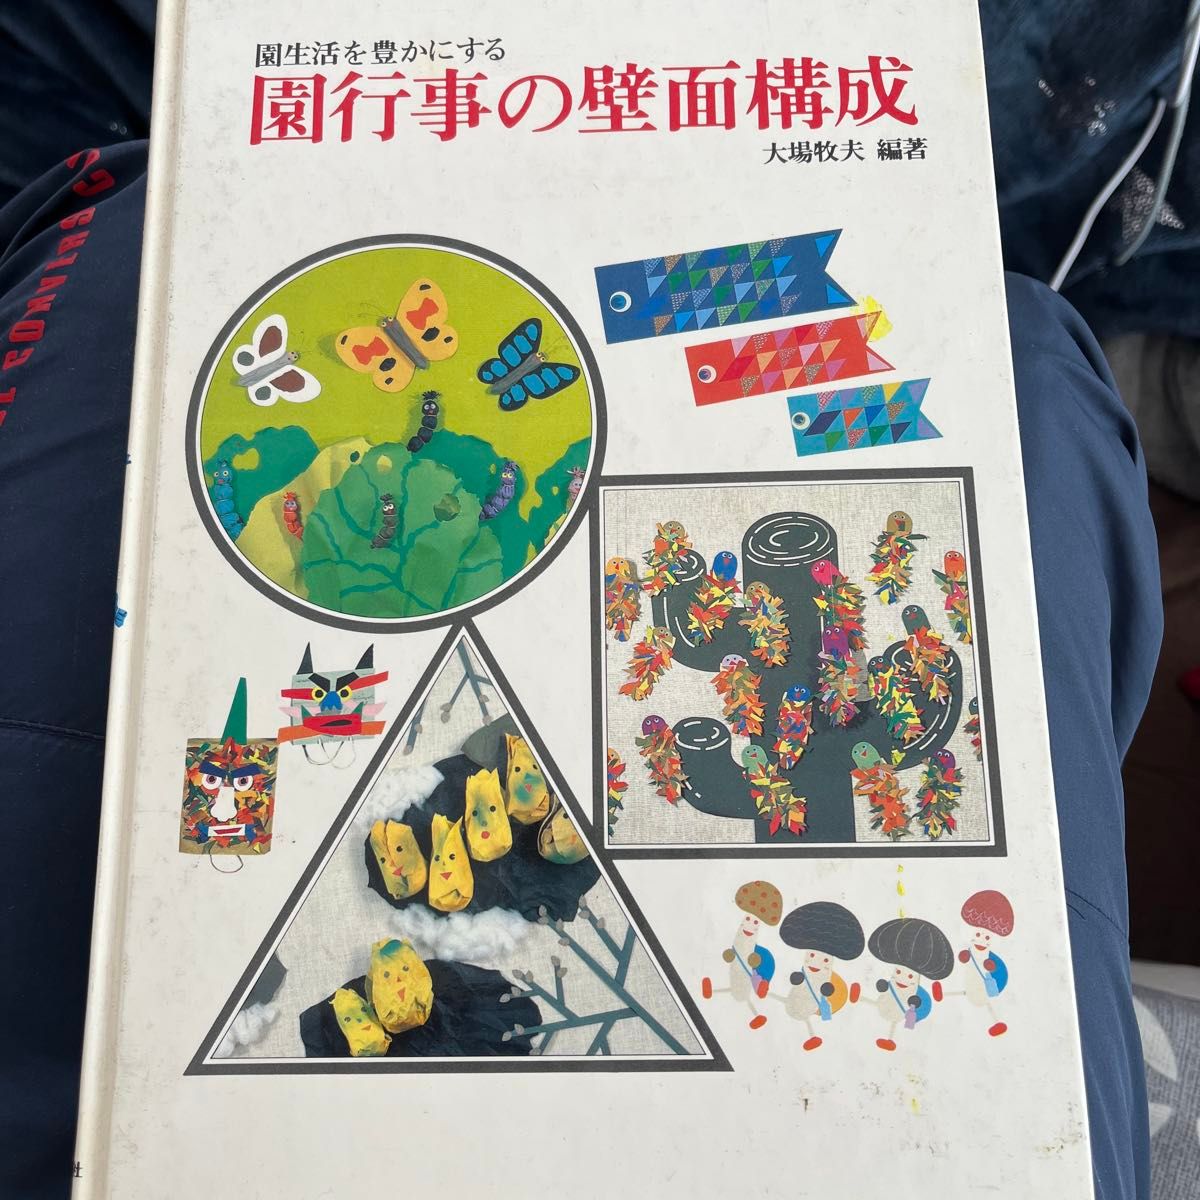 園生活を豊かにする
園行事の壁面構成
大場牧夫 編著
社